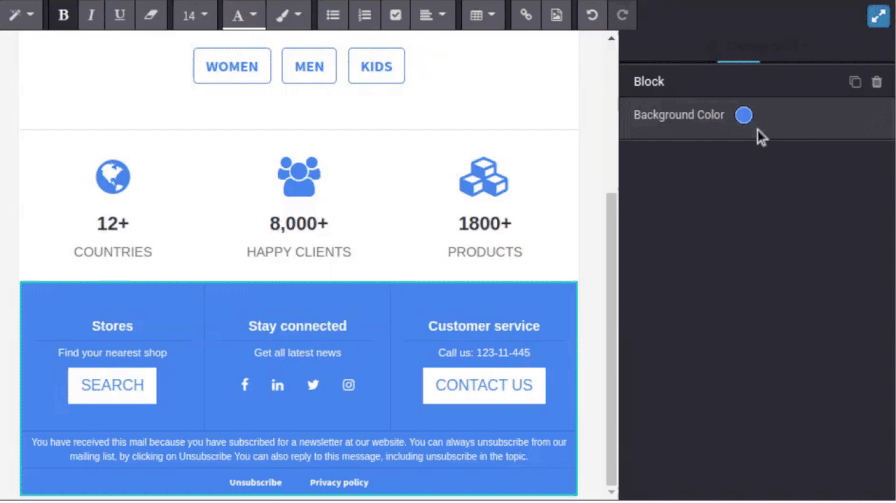 B I U 14 A
WOMEN MEN KIDS
Block
Background Color
12+ 8,000+ 1800+
COUNTRIES HAPPY CLIENTS PRODUCTS
Stores Stay connected Customer service
Find your nearest shop Get all latest news Call us: 123-11-445
SEARCH CONTACT US
You have received this mail because you have subscribed for a newsletter at our website. You can always unsubscribe from our
mailing list, by clicking on Unsubscribe You can also reply to this message, including unsubscribe in the topic.
Unsubscribe Privacy policy